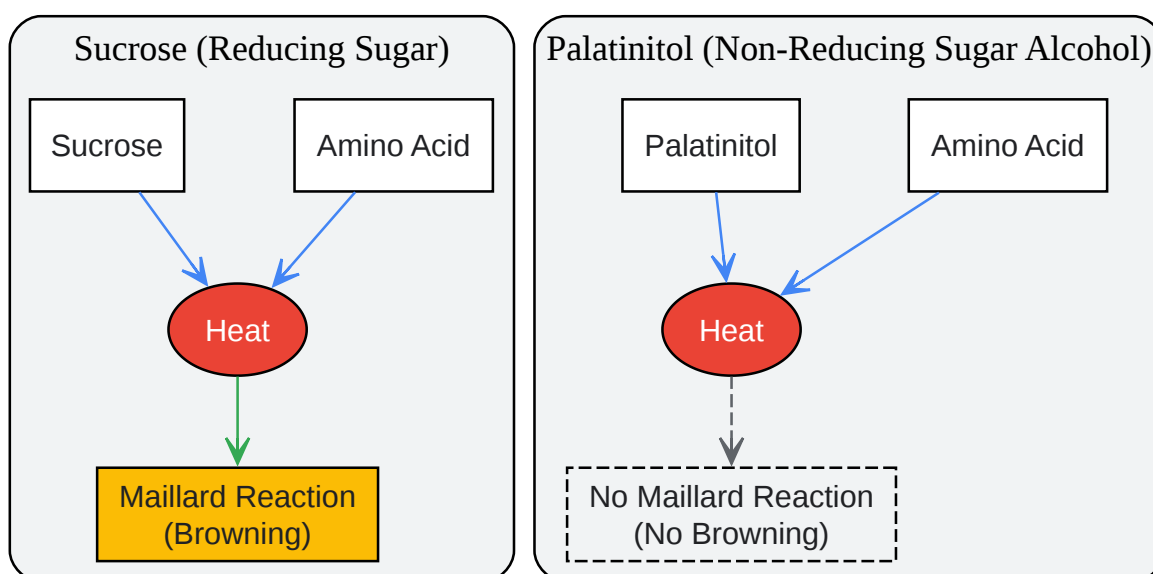 Sucrose (Reducing Sugar)
Sucrose
Amino Acid
Heat
Maillard Reaction
(Browning)
Palatinitol (Non-Reducing Sugar Alcohol)
Palatinitol
Amino Acid
Heat
No Maillard Reaction
(No Browning)